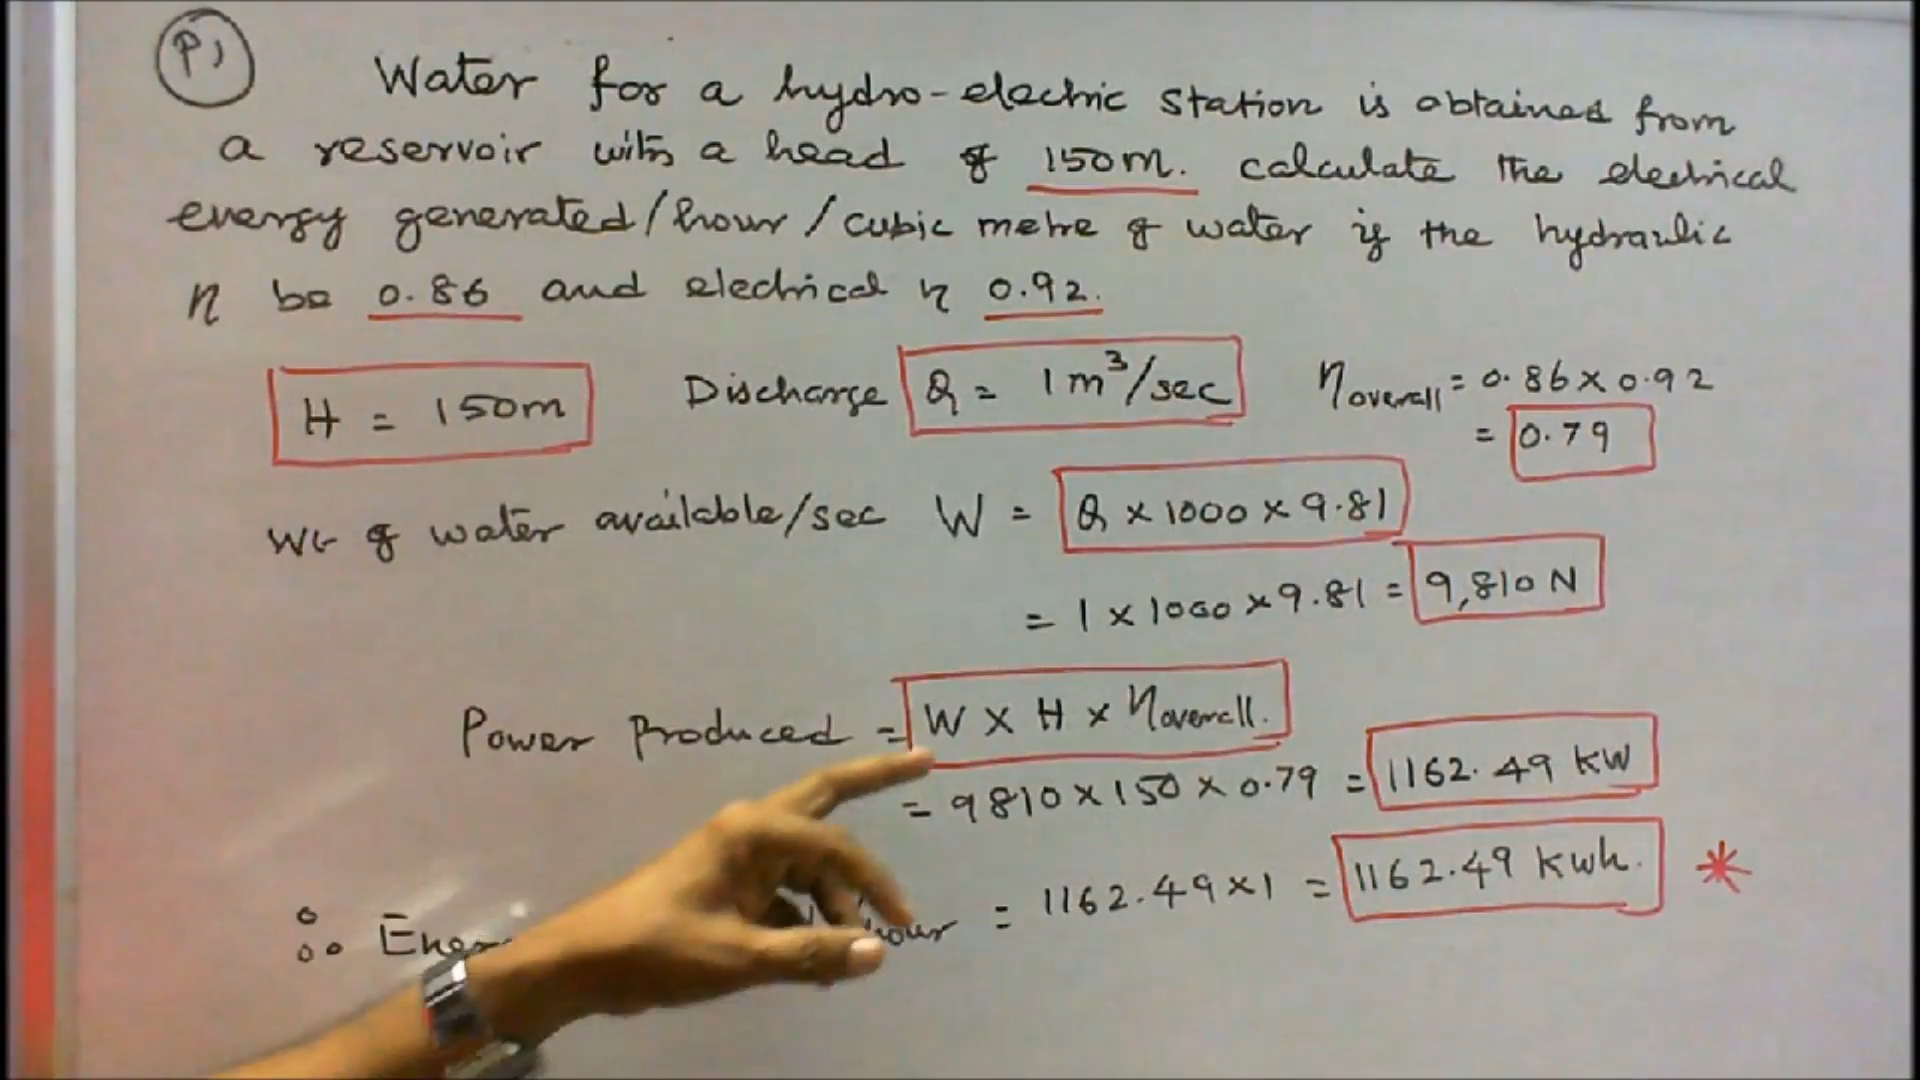 P1
Water for a hydro-electric station is obtained from
a reservoir with a head of 150m. calculate the electrical
energy generated/hour/cubic metre of water if the hydraulic
η be 0.86 and electrical η 0.92.
H = 150m Discharge Q = 1m³/sec ηoverall = 0.86 x 0.92
= 0.79
Wt of water available/sec W = Q x 1000 x 9.81
= 1 x 1000 x 9.81 = 9,810 N
Power Produced = W X H x ηoverall.
= 9810 x 150 x 0.79 = 1162.49 KW
hour = 1162.49 x 1 = 1162.49 Kwh. *